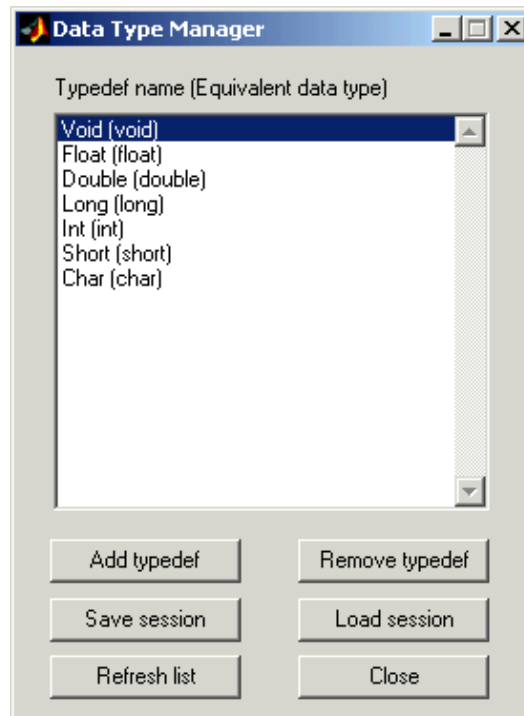 Data Type Manager
Typedef name (Equivalent data type)
Void (void)
Float (float)
Double (double)
Long (long)
Int (int)
Short (short)
Char (char)
Add typedef
Remove typedef
Save session
Load session
Refresh list
Close